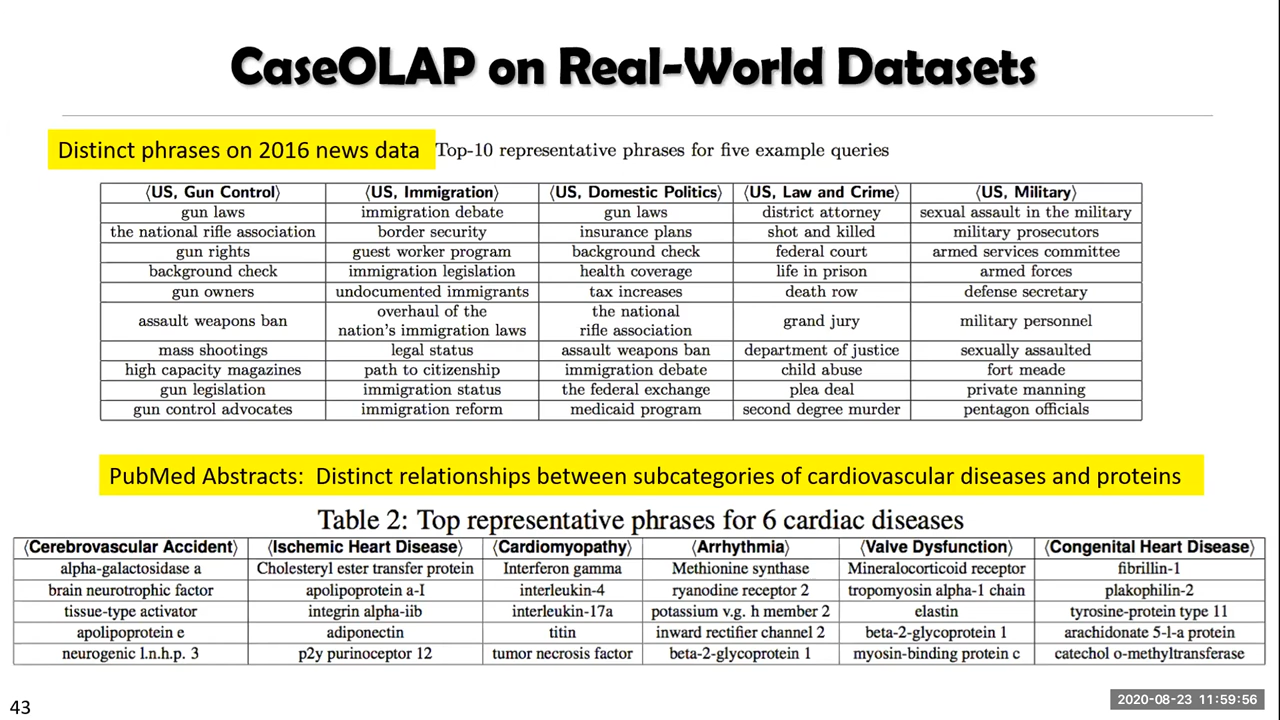 CaseOLAP on Real-World Datasets
Distinct phrases on 2016 news data
Top-10 representative phrases for five example queries
⟨US, Gun Control⟩ ⟨US, Immigration⟩ ⟨US, Domestic Politics⟩ ⟨US, Law and Crime⟩ ⟨US, Military⟩
gun laws immigration debate gun laws district attorney sexual assault in the military
the national rifle association border security insurance plans shot and killed military prosecutors
gun rights guest worker program background check federal court armed services committee
background check immigration legislation health coverage life in prison armed forces
gun owners undocumented immigrants tax increases death row defense secretary
assault weapons ban overhaul of the nation's immigration laws the national rifle association grand jury military personnel
mass shootings legal status assault weapons ban department of justice sexually assaulted
high capacity magazines path to citizenship immigration debate child abuse fort meade
gun legislation immigration status the federal exchange plea deal private manning
gun control advocates immigration reform medicaid program second degree murder pentagon officials
PubMed Abstracts: Distinct relationships between subcategories of cardiovascular diseases and proteins
Table 2: Top representative phrases for 6 cardiac diseases
⟨Cerebrovascular Accident⟩ ⟨Ischemic Heart Disease⟩ ⟨Cardiomyopathy⟩ ⟨Arrhythmia⟩ ⟨Valve Dysfunction⟩ ⟨Congenital Heart Disease⟩
alpha-galactosidase a Cholesteryl ester transfer protein Interferon gamma Methionine synthase Mineralocorticoid receptor fibrillin-1
brain neurotrophic factor apolipoprotein a-I interleukin-4 ryanodine receptor 2 tropomyosin alpha-1 chain plakophilin-2
tissue-type activator integrin alpha-iib interleukin-17a potassium v.g. h member 2 elastin tyrosine-protein type 11
apolipoprotein e adiponectin titin inward rectifier channel 2 beta-2-glycoprotein 1 arachidonate 5-l-a protein
neurogenic l.n.h.p. 3 p2y purinoceptor 12 tumor necrosis factor beta-2-glycoprotein 1 myosin-binding protein c catechol o-methyltransferase
43
2020-08-23 11:59:56